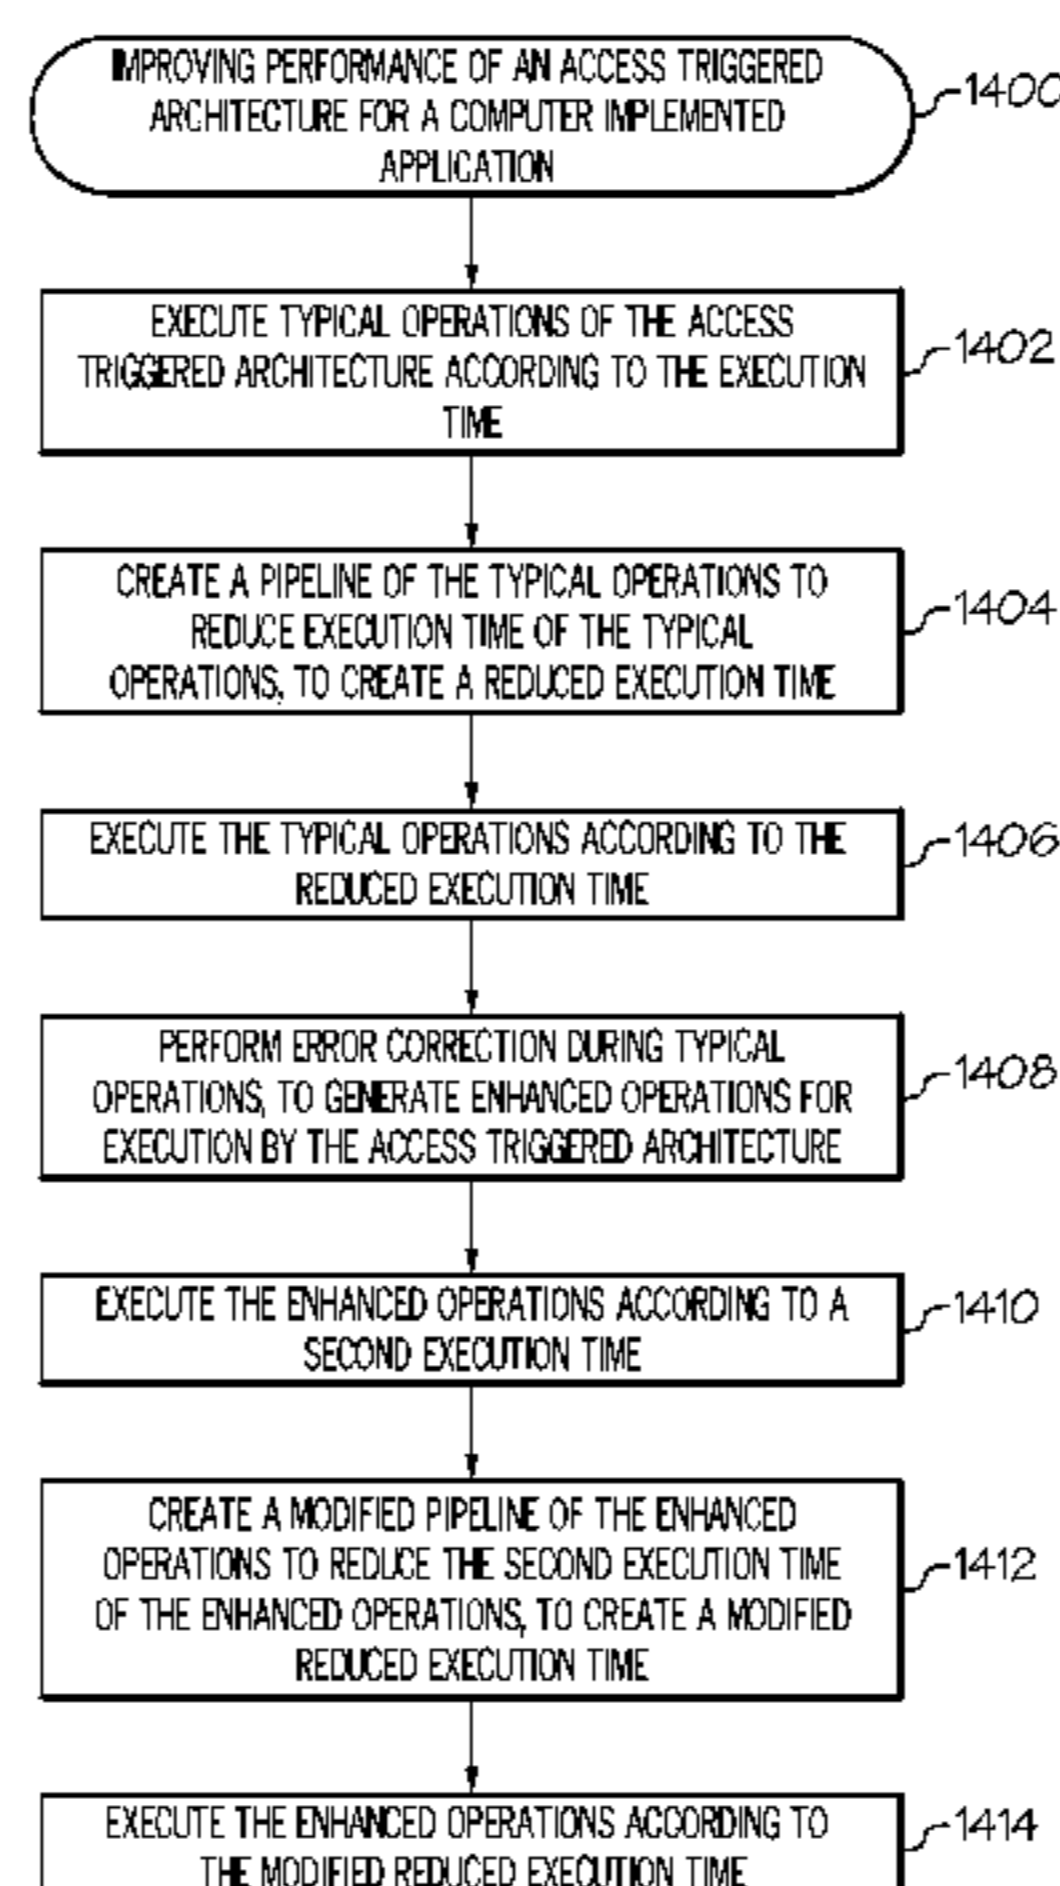 IMPROVING PERFORMANCE OF AN ACCESS TRIGGERED
ARCHITECTURE FOR A COMPUTER IMPLEMENTED
APPLICATION
1400
EXECUTE TYPICAL OPERATIONS OF THE ACCESS
TRIGGERED ARCHITECTURE ACCORDING TO THE EXECUTION
TIME
1402
CREATE A PIPELINE OF THE TYPICAL OPERATIONS TO
REDUCE EXECUTION TIME OF THE TYPICAL
OPERATIONS, TO CREATE A REDUCED EXECUTION TIME
1404
EXECUTE THE TYPICAL OPERATIONS ACCORDING TO THE
REDUCED EXECUTION TIME
1406
PERFORM ERROR CORRECTION DURING TYPICAL
OPERATIONS, TO GENERATE ENHANCED OPERATIONS FOR
EXECUTION BY THE ACCESS TRIGGERED ARCHITECTURE
1408
EXECUTE THE ENHANCED OPERATIONS ACCORDING TO A
SECOND EXECUTION TIME
1410
CREATE A MODIFIED PIPELINE OF THE ENHANCED
OPERATIONS TO REDUCE THE SECOND EXECUTION TIME
OF THE ENHANCED OPERATIONS, TO CREATE A MODIFIED
REDUCED EXECUTION TIME
1412
EXECUTE THE ENHANCED OPERATIONS ACCORDING TO
THE MODIFIED REDUCED EXECUTION TIME
1414